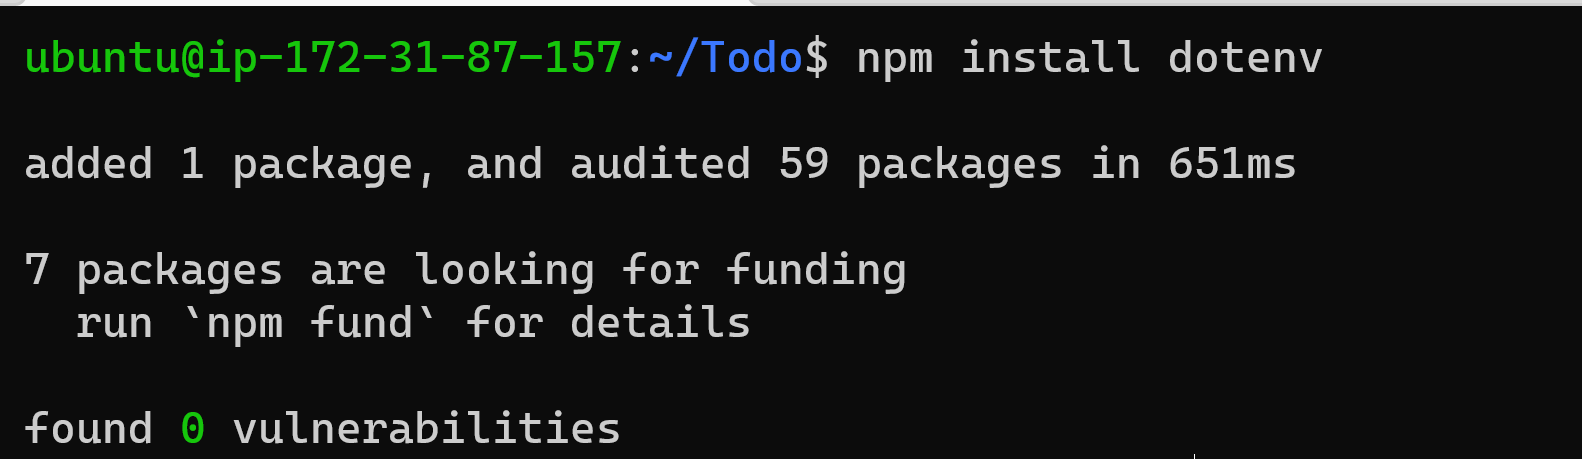 ubuntu@ip-172-31-87-157:~/Todo$ npm install dotenv
added 1 package, and audited 59 packages in 651ms
7 packages are looking for funding
  run `npm fund` for details
found 0 vulnerabilities